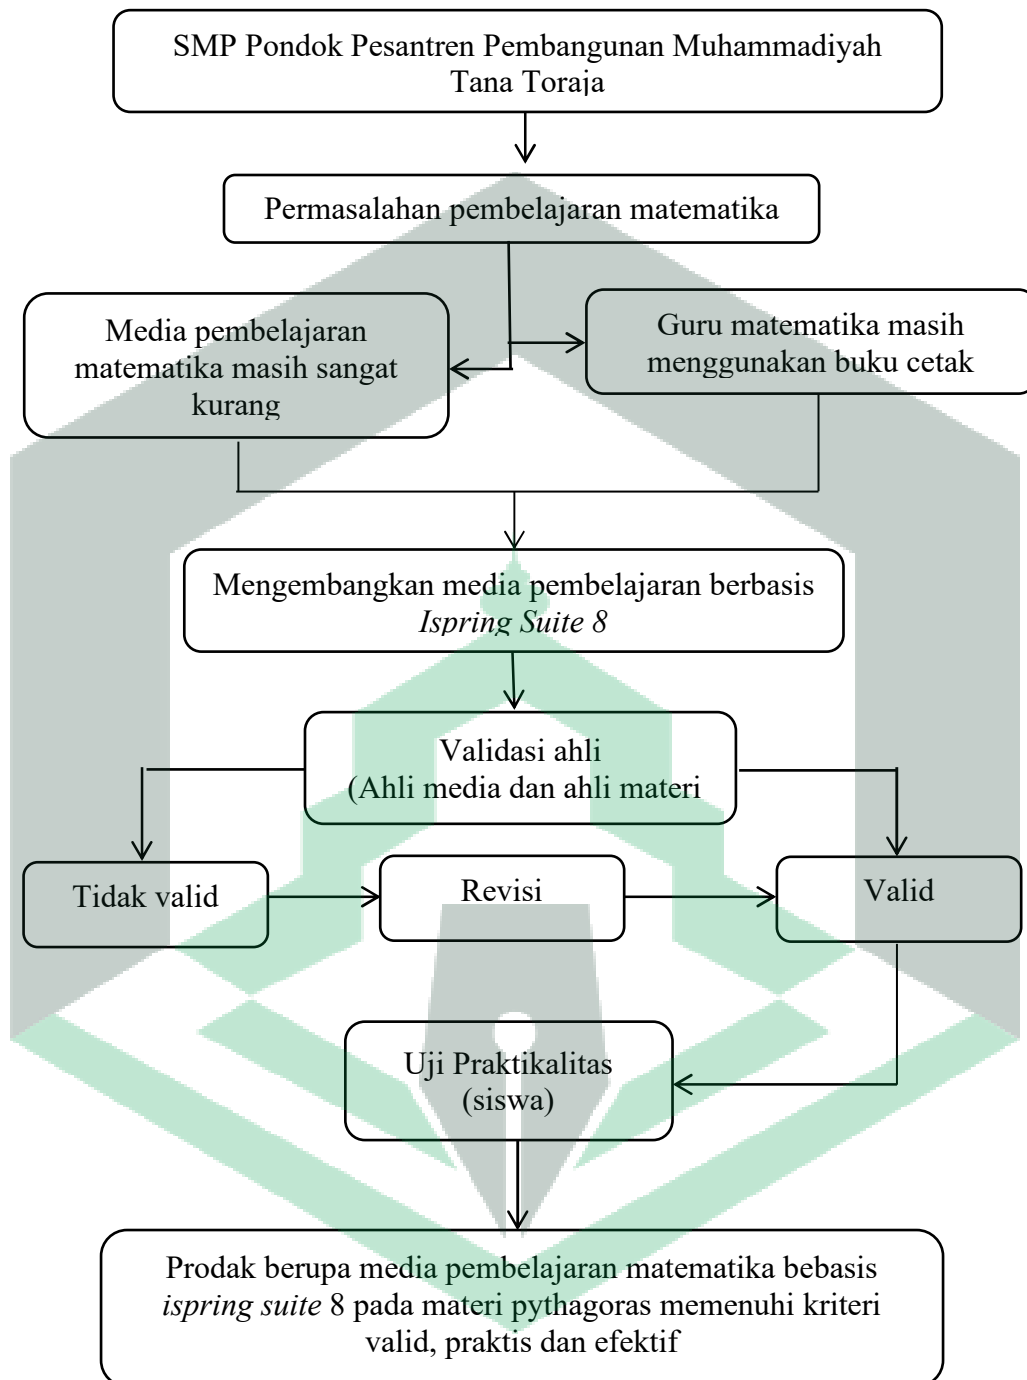 SMP Pondok Pesantren Pembangunan Muhammadiyah
Tana Toraja
Permasalahan pembelajaran matematika
Media pembelajaran
matematika masih sangat
kurang
Guru matematika masih
menggunakan buku cetak
Mengembangkan media pembelajaran berbasis
Ispring Suite 8
Validasi ahli
(Ahli media dan ahli materi
Tidak valid
Revisi
Valid
Uji Praktikalitas
(siswa)
Prodak berupa media pembelajaran matematika bebasis
ispring suite 8 pada materi pythagoras memenuhi kriteri
valid, praktis dan efektif